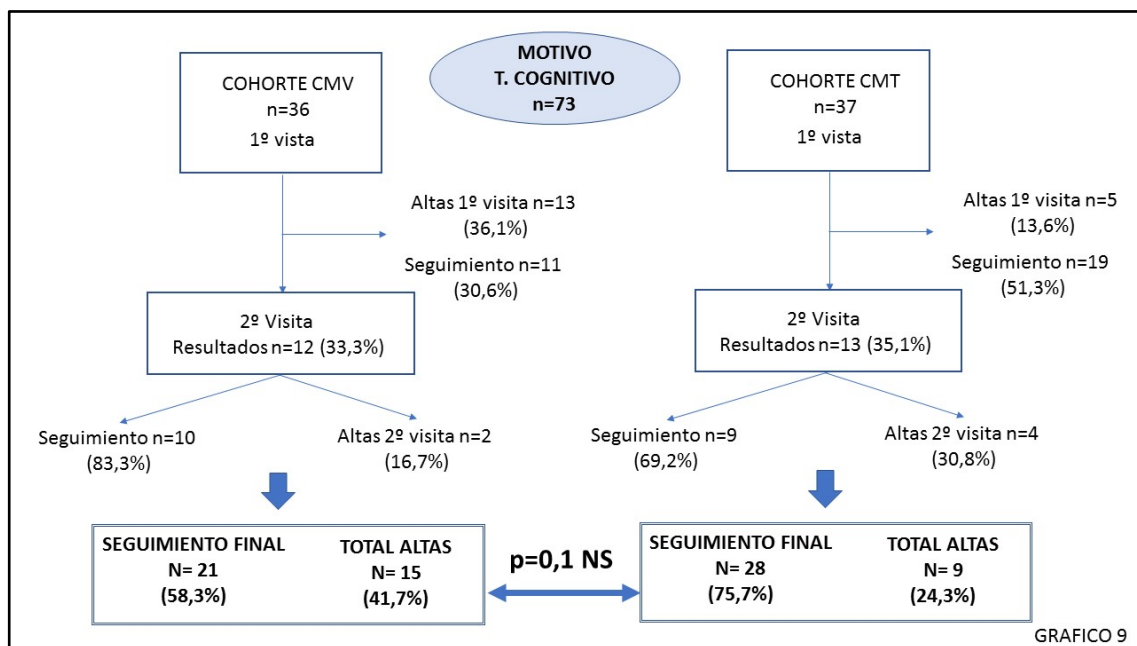 MOTIVO
T. COGNITIVO
n=73
COHORTE CMV
n=36
1º vista
Altas 1º visita n=13
(36,1%)
Seguimiento n=11
(30,6%)
2º Visita
Resultados n=12 (33,3%)
Seguimiento n=10
(83,3%)
Altas 2º visita n=2
(16,7%)
SEGUIMIENTO FINAL
N= 21
(58,3%)
TOTAL ALTAS
N= 15
(41,7%)
p=0,1 NS
COHORTE CMT
n=37
1º vista
Altas 1º visita n=5
(13,6%)
Seguimiento n=19
(51,3%)
2º Visita
Resultados n=13 (35,1%)
Seguimiento n=9
(69,2%)
Altas 2º visita n=4
(30,8%)
SEGUIMIENTO FINAL
N= 28
(75,7%)
TOTAL ALTAS
N= 9
(24,3%)
GRAFICO 9